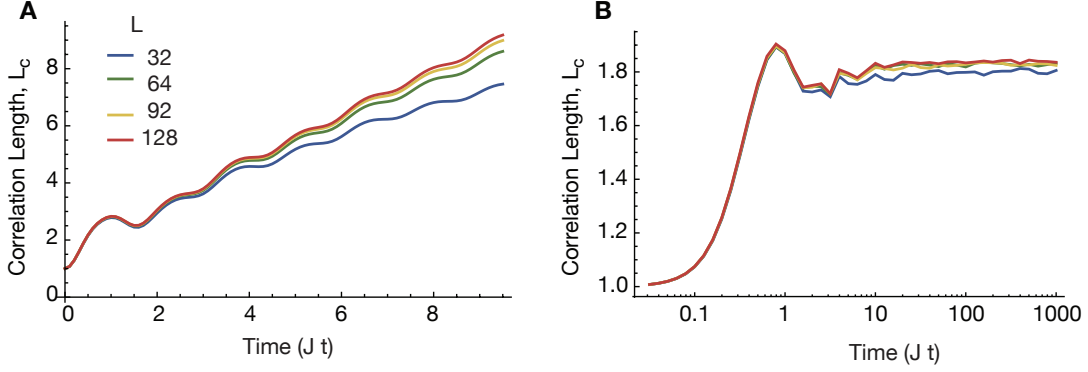 A
L
32
64
92
128
Correlation Length, L_c
8
6
4
2
0
0 2 4 6 8
Time (J t)
B
Correlation Length, L_c
1.8
1.6
1.4
1.2
1.0
0.1 1 10 100 1000
Time (J t)